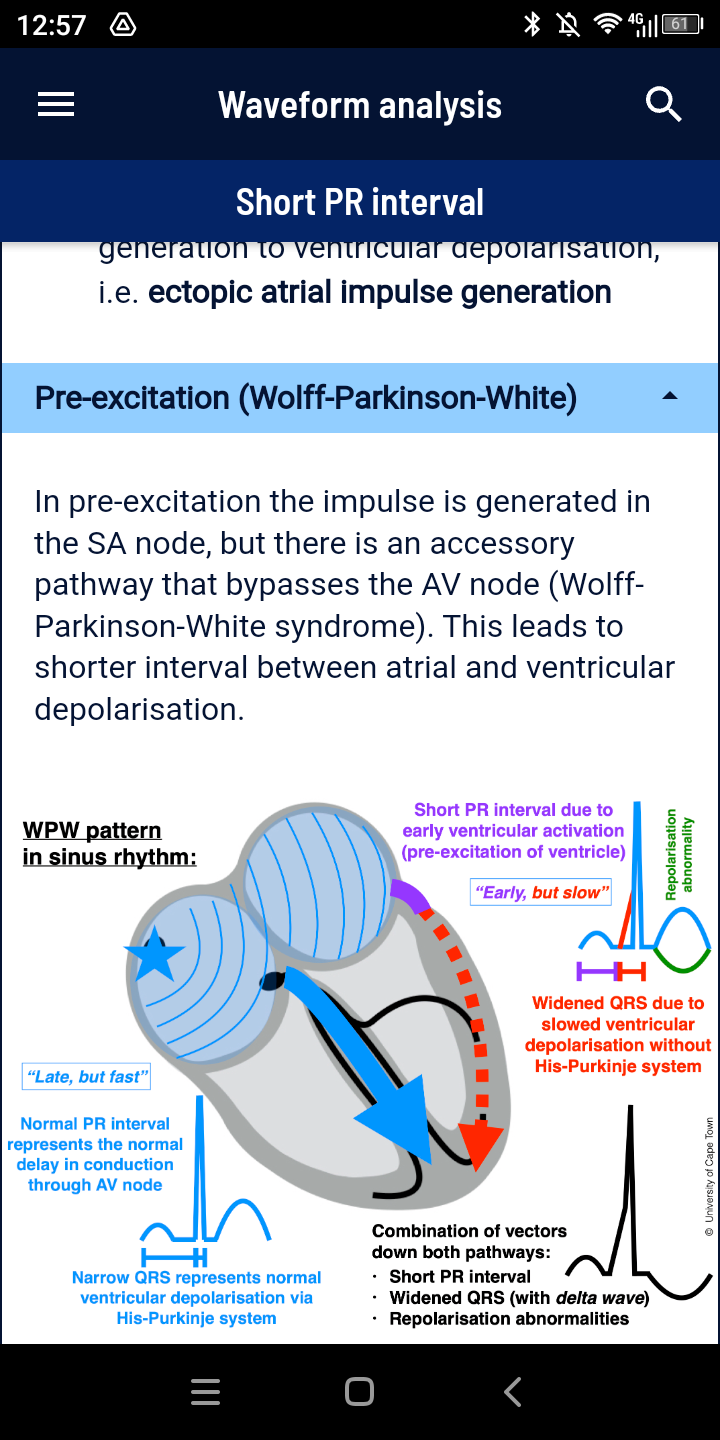 12:57
4G
61
Waveform analysis
Short PR interval
generation to ventricular depolarisation,
i.e. ectopic atrial impulse generation
Pre-excitation (Wolff-Parkinson-White)
In pre-excitation the impulse is generated in
the SA node, but there is an accessory
pathway that bypasses the AV node (Wolff-
Parkinson-White syndrome). This leads to
shorter interval between atrial and ventricular
depolarisation.
WPW pattern
in sinus rhythm:
Short PR interval due to
early ventricular activation
(pre-excitation of ventricle)
"Early, but slow"
Repolarisation
abnormality
Widened QRS due to
slowed ventricular
depolarisation without
His-Purkinje system
"Late, but fast"
Normal PR interval
represents the normal
delay in conduction
through AV node
Narrow QRS represents normal
ventricular depolarisation via
His-Purkinje system
Combination of vectors
down both pathways:
· Short PR interval
· Widened QRS (with delta wave)
· Repolarisation abnormalities
© University of Cape Town